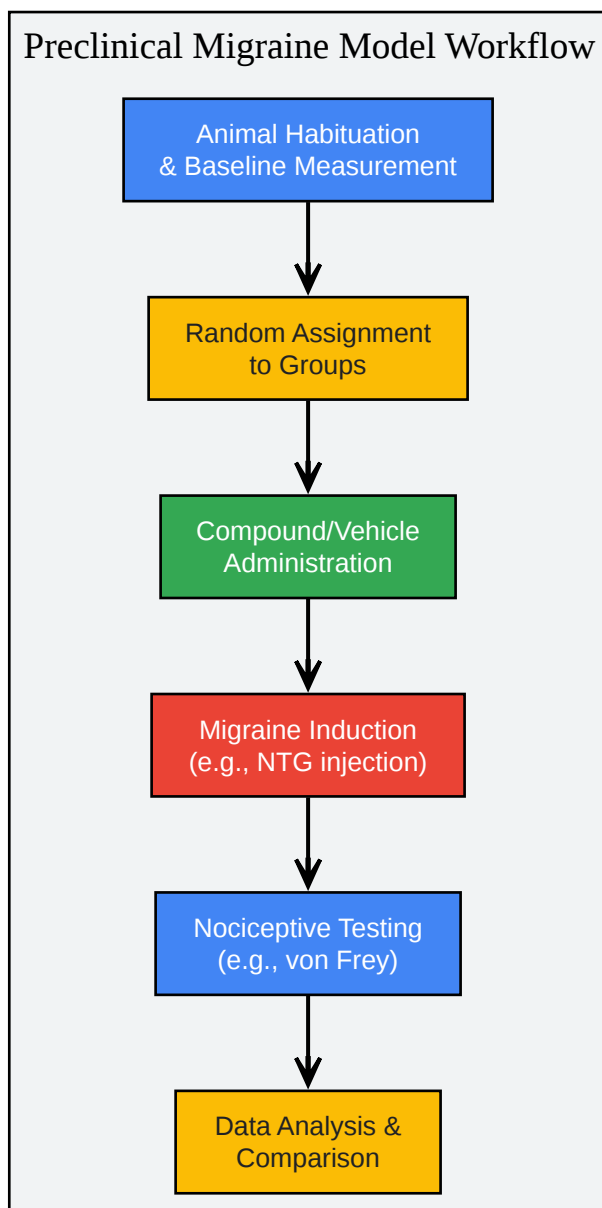 Preclinical Migraine Model Workflow
Animal Habituation
& Baseline Measurement
Random Assignment
to Groups
Compound/Vehicle
Administration
Migraine Induction
(e.g., NTG injection)
Nociceptive Testing
(e.g., von Frey)
Data Analysis &
Comparison